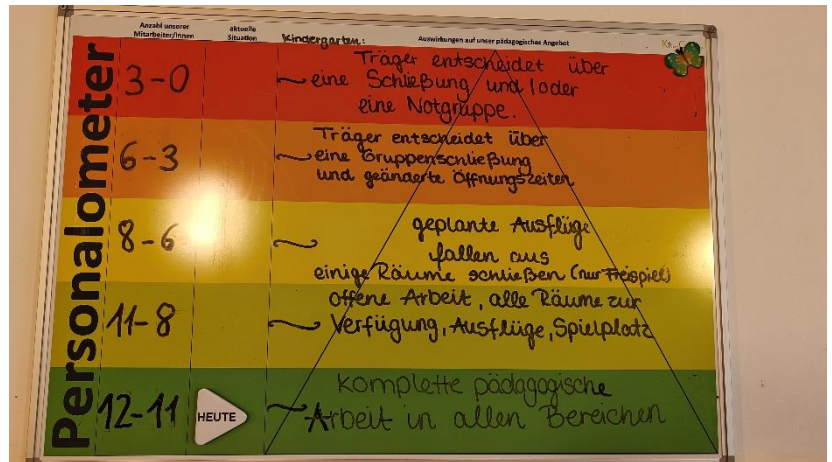 Anzahl unserer
Mitarbeiter/Innen
aktuelle
Situation
Kindergarten:
Auswirkungen auf unser pädagogisches Angebot
Personalometer
3-0
Träger entscheidet über
eine Schließung und/oder
eine Notgruppe.
6-3
Träger entscheidet über
eine Gruppenschließung
und geänderte Öffnungszeiten
8-6
geplante Ausflüge
fallen aus
einige Räume schließen (nur Freispiel)
11-8
offene Arbeit, alle Räume zur
Verfügung, Ausflüge, Spielplatz
12-11
HEUTE
komplette pädagogische
Arbeit in allen Bereichen